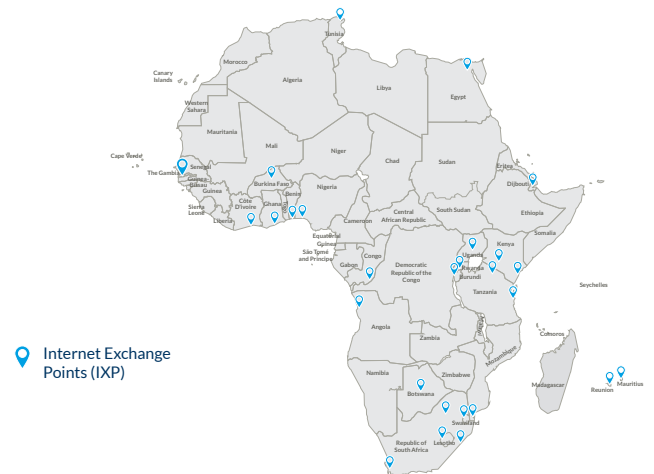 Tunisia
Morocco
Canary
Islands
Algeria
Libya
Egypt
Western
Sahara
Mauritania
Mali
Niger
Chad
Sudan
Eritrea
Cape Verde
Senegal
The Gambia
Guinea
Bissau
Guinea
Burkina Faso
Benin
Nigeria
Djibouti
Sierra
Leone
Côte
D'ivoire
Ghana
Liberia
Cameroon
Central
African Republic
South Sudan
Ethiopia
Somalia
Equatorial
Guinea
São Tomé
and Principe
Gabon
Congo
Democratic
Republic of the
Congo
Uganda
Kenya
Rwanda
Burundi
Tanzania
Seychelles
Angola
Zambia
Malawi
Mozambique
Comoros
Namibia
Botswana
Zimbabwe
Madagascar
Reunion
Mauritius
Swaziland
Lesotho
Republic of
South Africa
Internet Exchange
Points (IXP)